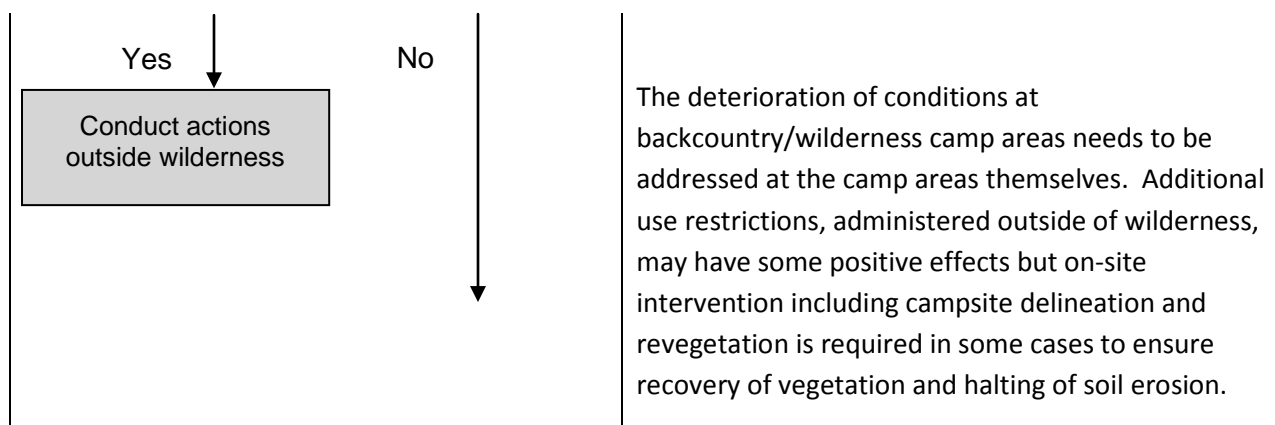 Yes
No
Conduct actions
outside wilderness
The deterioration of conditions at
backcountry/wilderness camp areas needs to be
addressed at the camp areas themselves.  Additional
use restrictions, administered outside of wilderness,
may have some positive effects but on-site
intervention including campsite delineation and
revegetation is required in some cases to ensure
recovery of vegetation and halting of soil erosion.